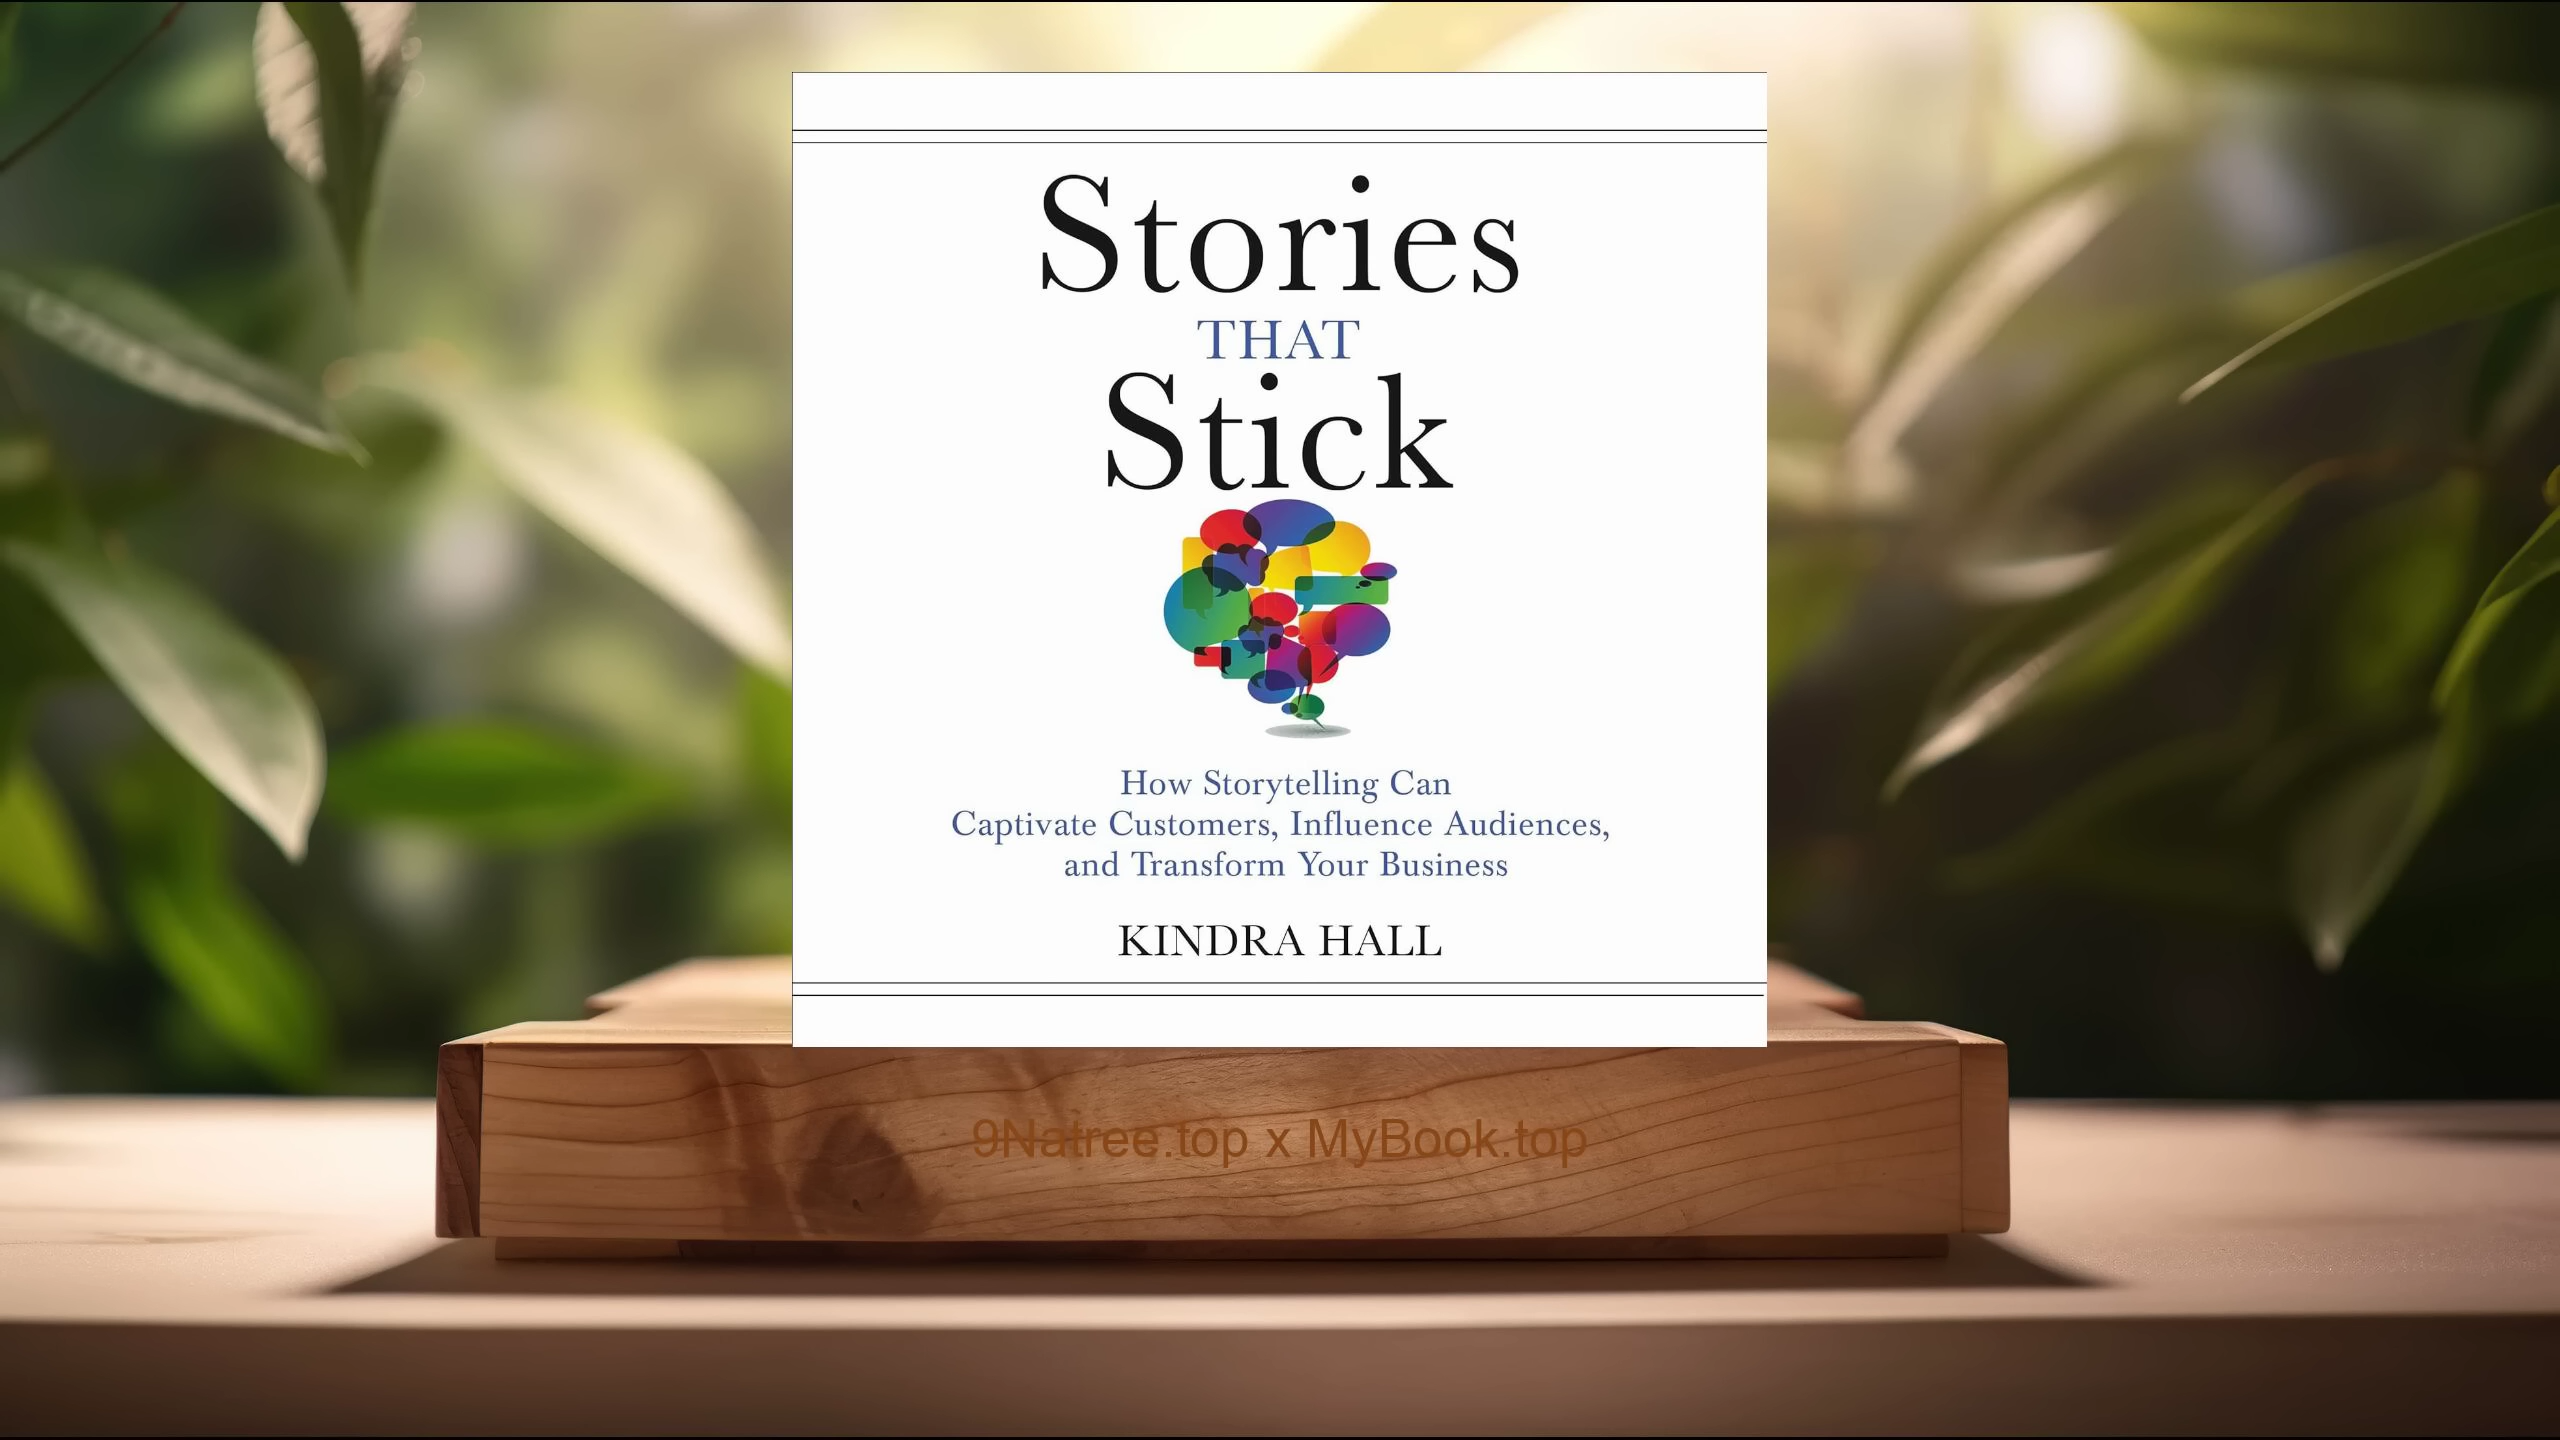 Stories
THAT
Stick
How Storytelling Can
Captivate Customers, Influence Audiences,
and Transform Your Business
KINDRA HALL
9Natree.top x MyBook.top